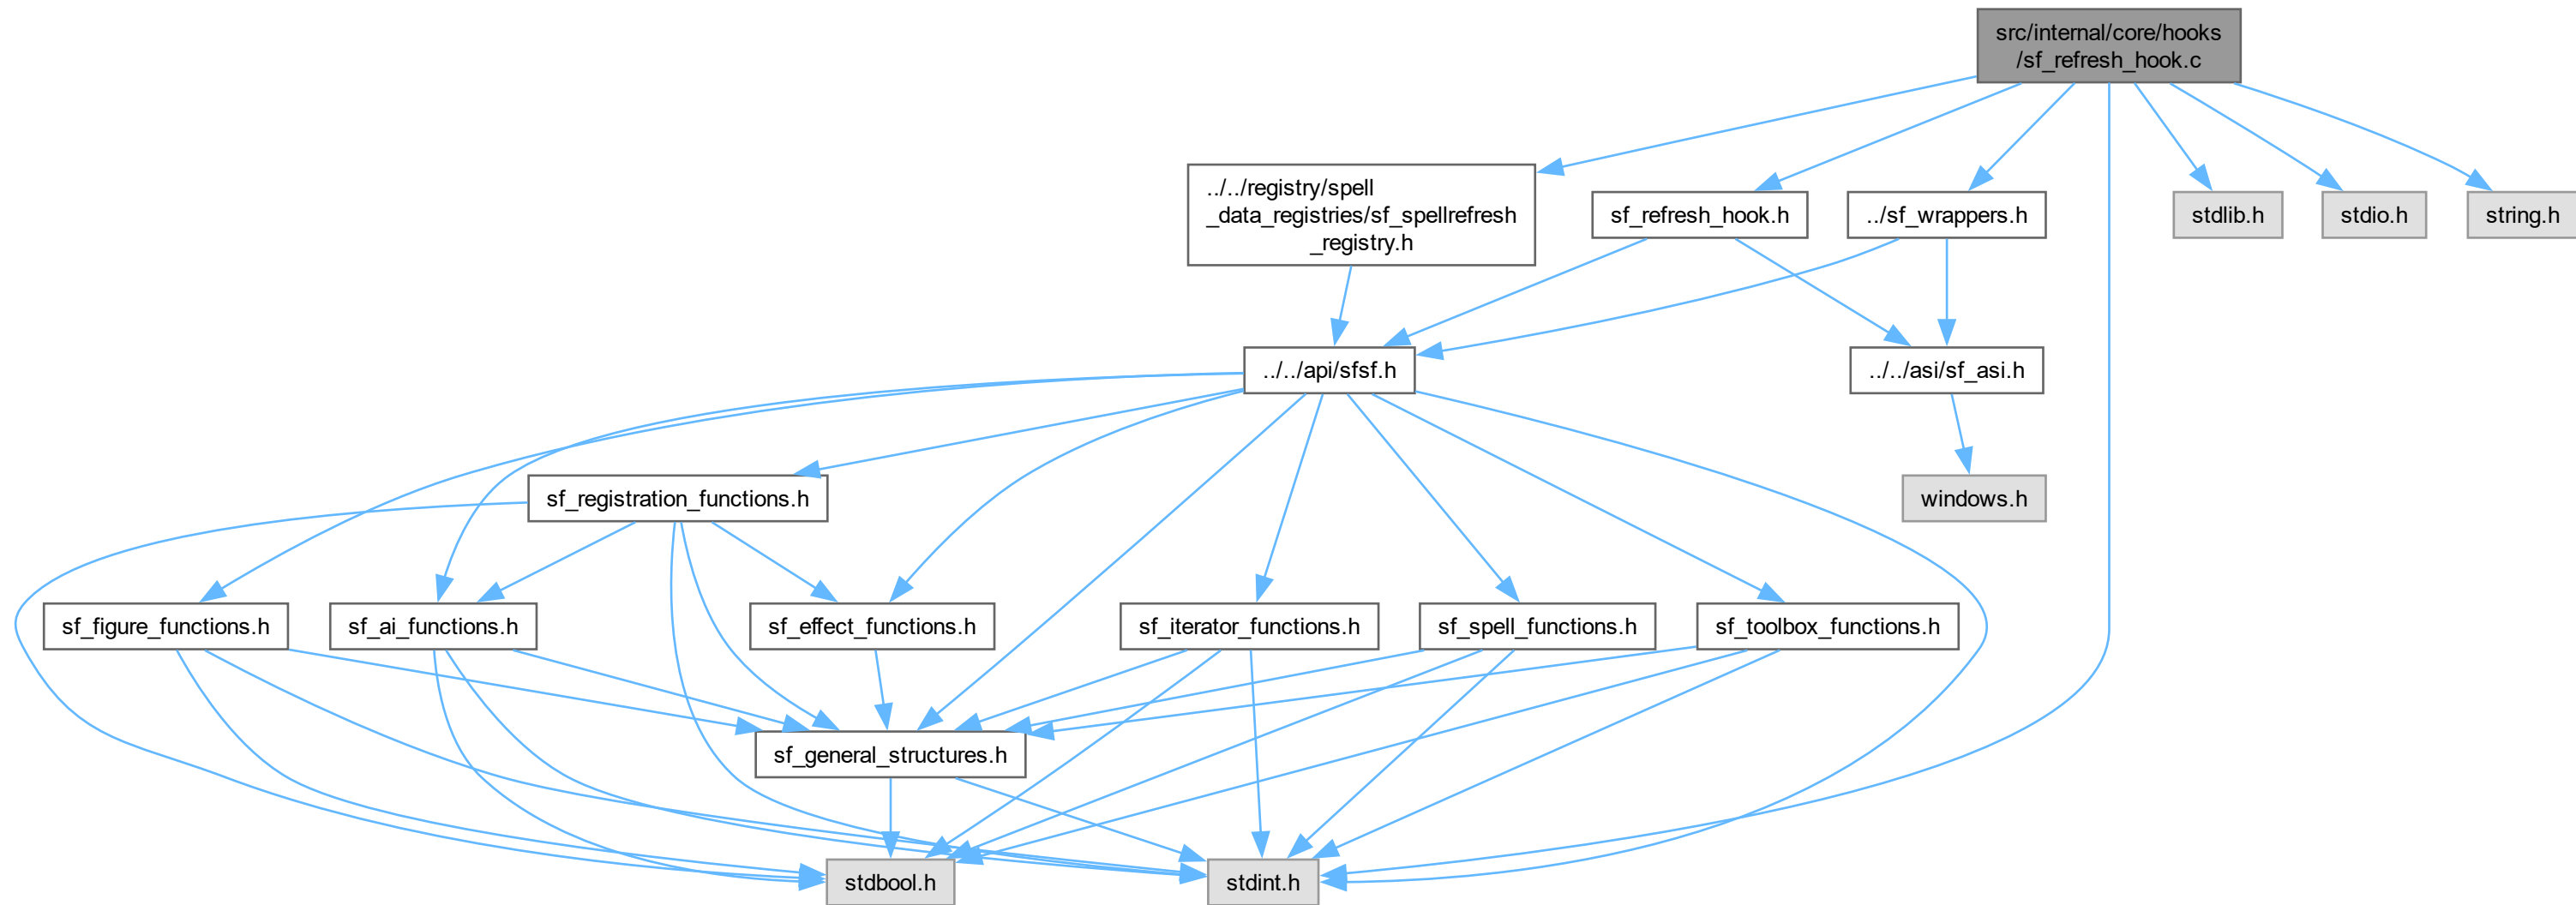 src/internal/core/hooks
/sf_refresh_hook.c
../../registry/spell
_data_registries/sf_spellrefresh
_registry.h
sf_refresh_hook.h
../sf_wrappers.h
stdlib.h
stdio.h
string.h
../../api/sfsf.h
../../asi/sf_asi.h
sf_registration_functions.h
windows.h
sf_figure_functions.h
sf_ai_functions.h
sf_effect_functions.h
sf_iterator_functions.h
sf_spell_functions.h
sf_toolbox_functions.h
sf_general_structures.h
stdbool.h
stdint.h